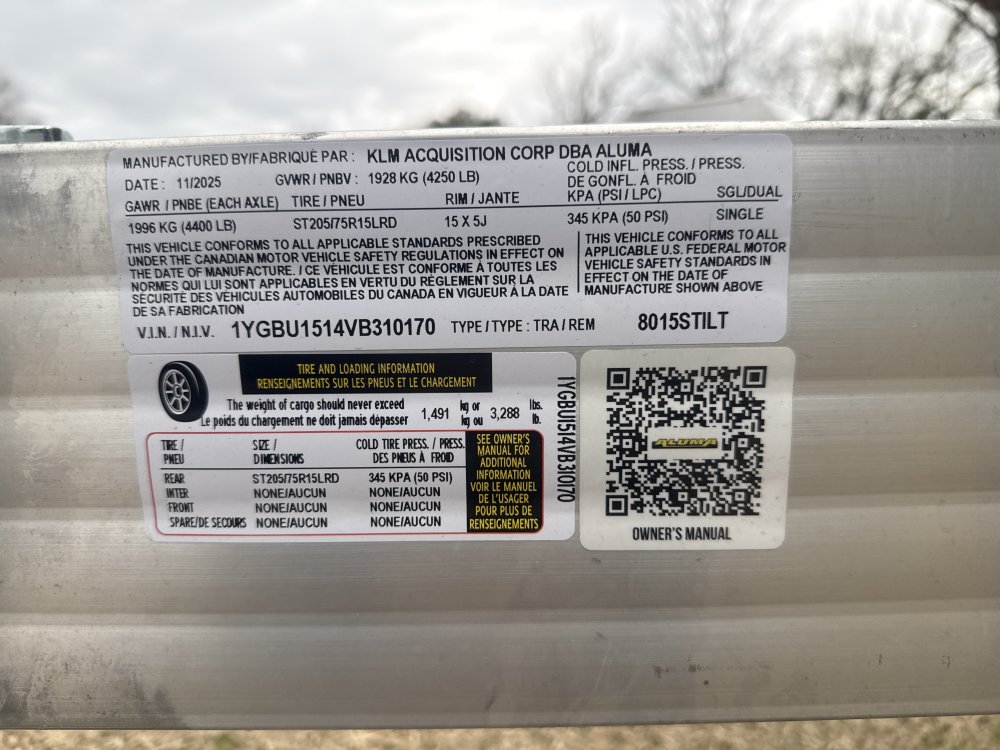 MANUFACTURED BY/FABRIQUÉ PAR : KLM ACQUISITION CORP DBA ALUMA
DATE : 11/2025 GVWR / PNBV : 1928 KG (4250 LB)
COLD INFL. PRESS. / PRESS.
DE GONFL. À FROID
GAWR / PNBE (EACH AXLE) TIRE / PNEU RIM / JANTE KPA (PSI / LPC) SGL/DUAL
1996 KG (4400 LB) ST205/75R15LRD 15 X 5J 345 KPA (50 PSI) SINGLE
THIS VEHICLE CONFORMS TO ALL APPLICABLE STANDARDS PRESCRIBED
UNDER THE CANADIAN MOTOR VEHICLE SAFETY REGULATIONS IN EFFECT ON
THE DATE OF MANUFACTURE. / CE VÉHICULE EST CONFORME À TOUTES LES
NORMES QUI LUI SONT APPLICABLES EN VERTU DU RÈGLEMENT SUR LA
SÉCURITÉ DES VÉHICULES AUTOMOBILES DU CANADA EN VIGUEUR À LA DATE
DE SA FABRICATION
THIS VEHICLE CONFORMS TO ALL
APPLICABLE U.S. FEDERAL MOTOR
VEHICLE SAFETY STANDARDS IN
EFFECT ON THE DATE OF
MANUFACTURE SHOWN ABOVE
V.I.N. / N.I.V. 1YGBU1514VB310170 TYPE / TYPE : TRA / REM 8015STILT
TIRE AND LOADING INFORMATION
RENSEIGNEMENTS SUR LES PNEUS ET LE CHARGEMENT
The weight of cargo should never exceed 1,491 kg or 3,288 lbs.
Le poids du chargement ne doit jamais dépasser kg ou lb.
TIRE / SIZE / COLD TIRE PRESS. / PRESS.
PNEU DIMENSIONS DES PNEUS À FROID
REAR ST205/75R15LRD 345 KPA (50 PSI)
INTER NONE/AUCUN NONE/AUCUN
FRONT NONE/AUCUN NONE/AUCUN
SPARE/DE SECOURS NONE/AUCUN NONE/AUCUN
SEE OWNER'S
MANUAL FOR
ADDITIONAL
INFORMATION
VOIR LE MANUEL
DE L'USAGER
POUR PLUS DE
RENSEIGNEMENTS
1YGBU1514VB310170
ALUMA
OWNER'S MANUAL